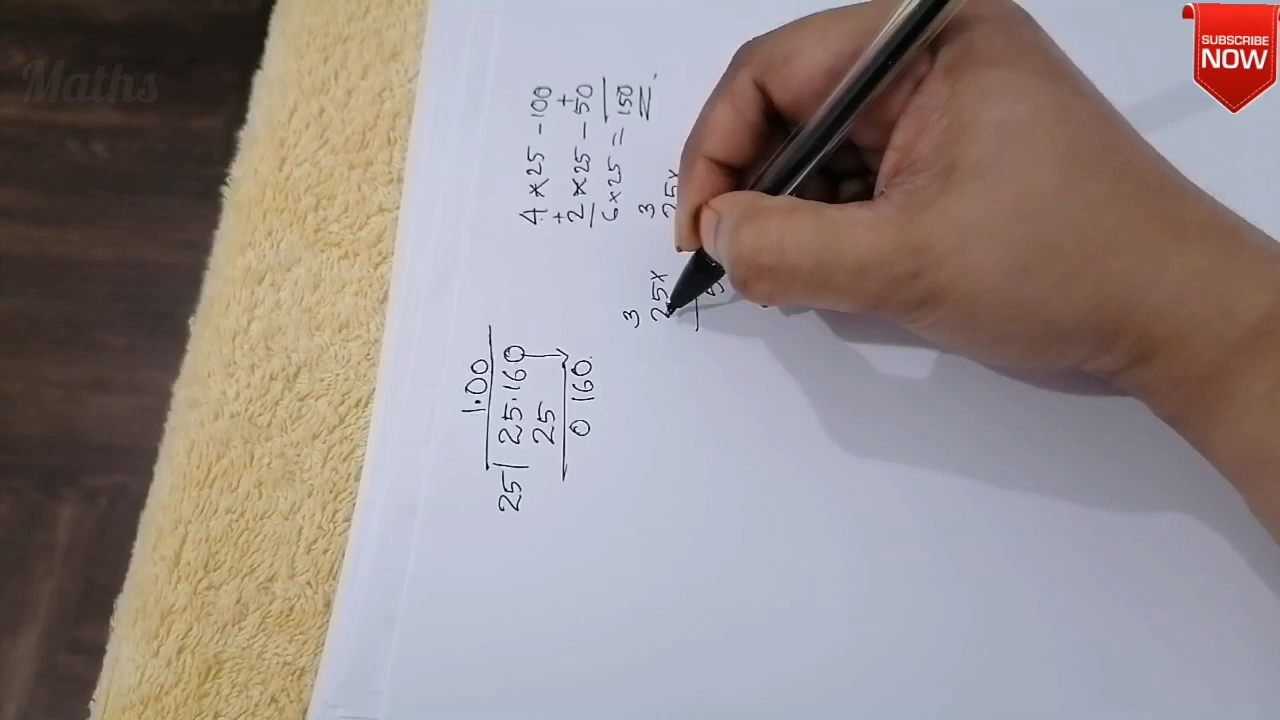 Maths
SUBSCRIBE
NOW
1.00
25 25.160
25
0 160.
4 × 25 - 100
+ +
2 × 25 - 50
6 × 25 = 150
3
25×
3
25×